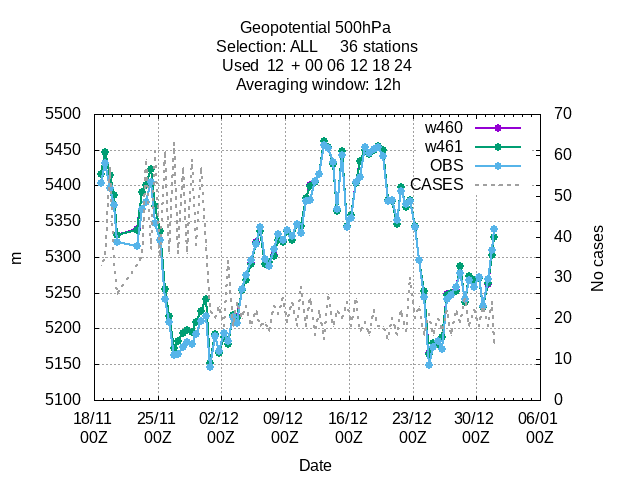 Geopotential 500hPa
Selection: ALL     36 stations
Used  12  + 00 06 12 18 24
Averaging window: 12h
5500
5450
5400
5350
5300
5250
5200
5150
5100
m
70
60
50
40
30
20
10
0
No cases
w460
w461
OBS
CASES
18/11 00Z
25/11 00Z
02/12 00Z
09/12 00Z
16/12 00Z
23/12 00Z
30/12 00Z
06/01 00Z
Date